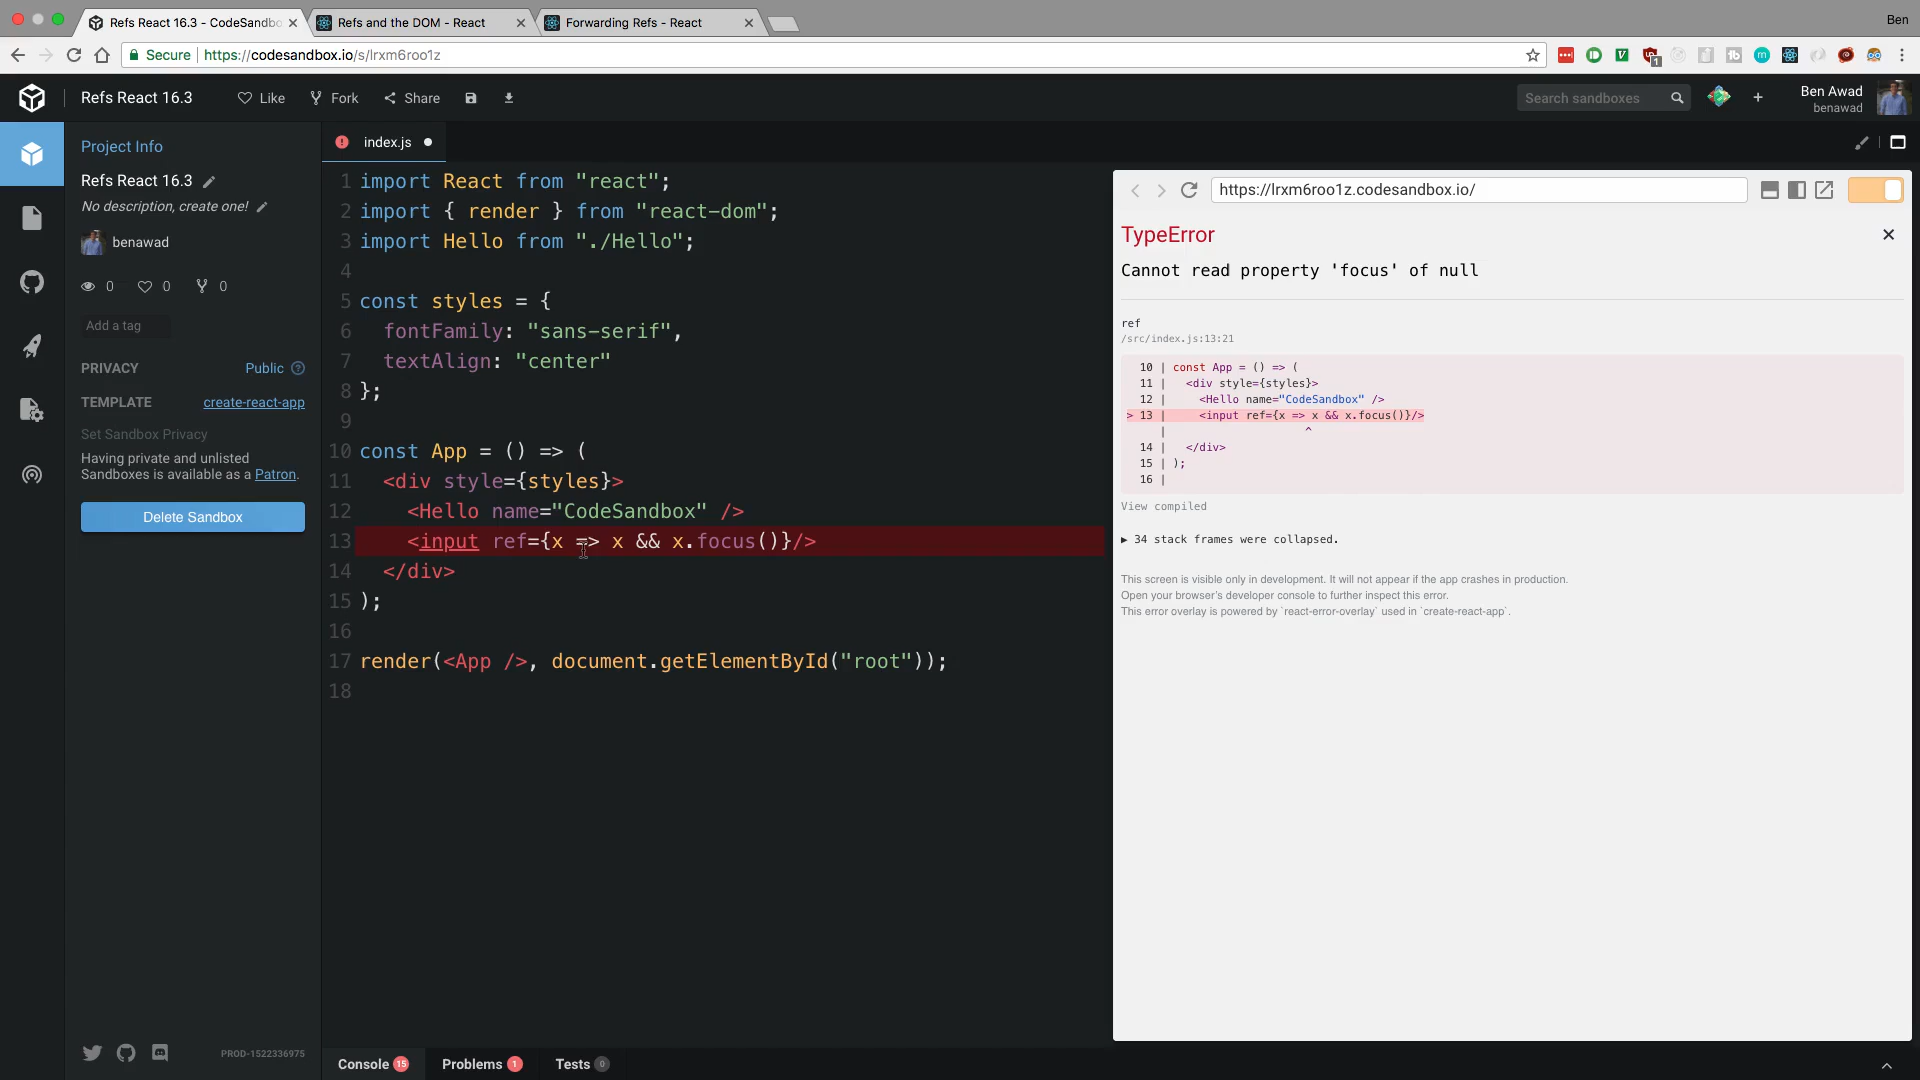 Refs React 16.3 - CodeSandbo
Refs and the DOM - React
Forwarding Refs - React
Ben
Secure
https://codesandbox.io/s/lrxm6roo1z
1
Refs React 16.3
Like
Fork
Share
Search sandboxes
Ben Awad
benawad
Project Info
Refs React 16.3
No description, create one!
benawad
0
0
0
Add a tag
PRIVACY
Public
TEMPLATE
create-react-app
Set Sandbox Privacy
Having private and unlisted
Sandboxes is available as a Patron.
Delete Sandbox
PROD-1522336975
index.js
1 import React from "react";
2 import { render } from "react-dom";
3 import Hello from "./Hello";
4
5 const styles = {
6   fontFamily: "sans-serif",
7   textAlign: "center"
8 };
9
10 const App = () => (
11   <div style={styles}>
12     <Hello name="CodeSandbox" />
13     <input ref={x => x && x.focus()}/>
14   </div>
15 );
16
17 render(<App />, document.getElementById("root"));
18
Console 15
Problems 1
Tests 0
https://lrxm6roo1z.codesandbox.io/
TypeError
Cannot read property 'focus' of null
ref
/src/index.js:13:21
10 | const App = () => (
11 |   <div style={styles}>
12 |     <Hello name="CodeSandbox" />
> 13 |     <input ref={x => x && x.focus()}/>
|                     ^
14 |   </div>
15 | );
16 |
View compiled
▶ 34 stack frames were collapsed.
This screen is visible only in development. It will not appear if the app crashes in production.
Open your browser’s developer console to further inspect this error.
This error overlay is powered by `react-error-overlay` used in `create-react-app`.